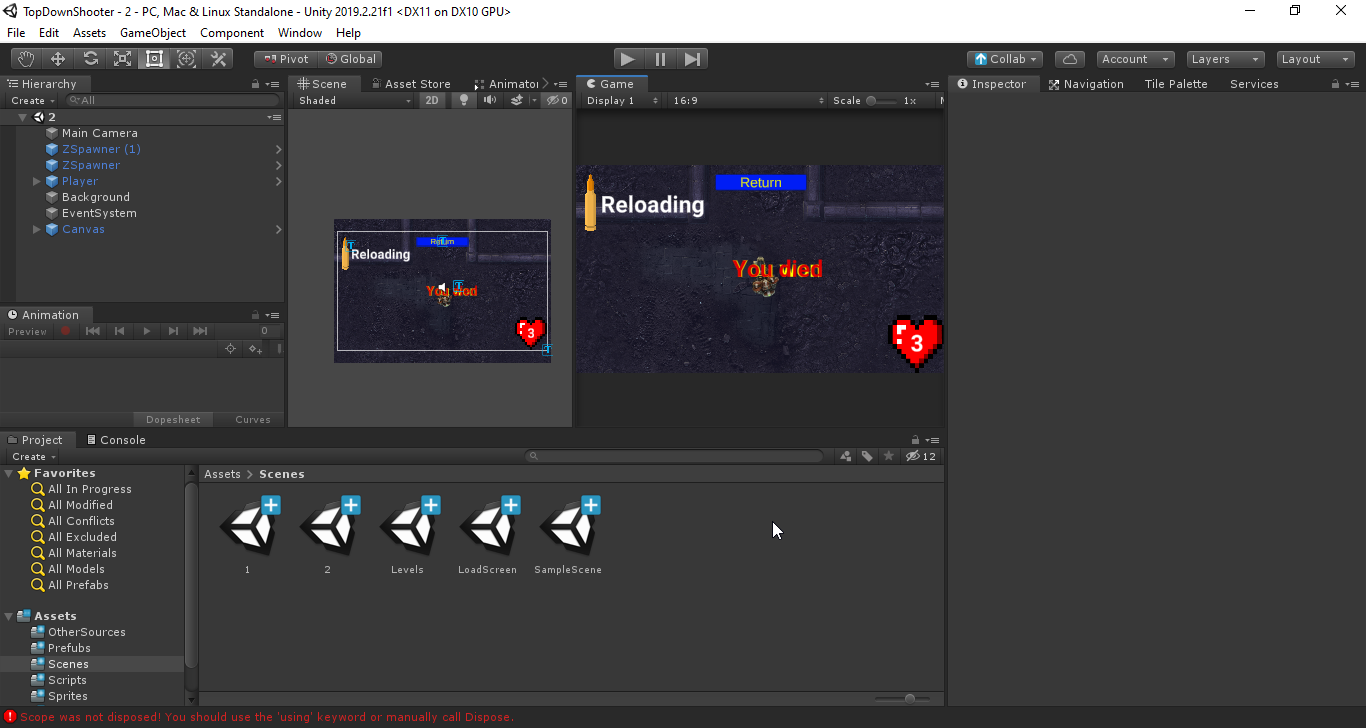 TopDownShooter - 2 - PC, Mac & Linux Standalone - Unity 2019.2.21f1 <DX11 on DX10 GPU>
File Edit Assets GameObject Component Window Help
Pivot Global Collab Account Layers Layout
Hierarchy
Create All
2
Main Camera
ZSpawner (1)
ZSpawner
Player
Background
EventSystem
Canvas
Scene Asset Store Animator
Shaded 2D 0
Return
Reloading
3
Game
Display 1 16:9 Scale 1x
Return
Reloading
3
Inspector Navigation Tile Palette Services
Animation
Preview 0
Dopesheet Curves
Project Console
Create 12
Favorites
All In Progress
All Modified
All Conflicts
All Excluded
All Materials
All Models
All Prefabs
Assets
OtherSources
Prefubs
Scenes
Scripts
Sprites
Assets > Scenes
1 2 Levels LoadScreen SampleScene
Scope was not disposed! You should use the 'using' keyword or manually call Dispose.